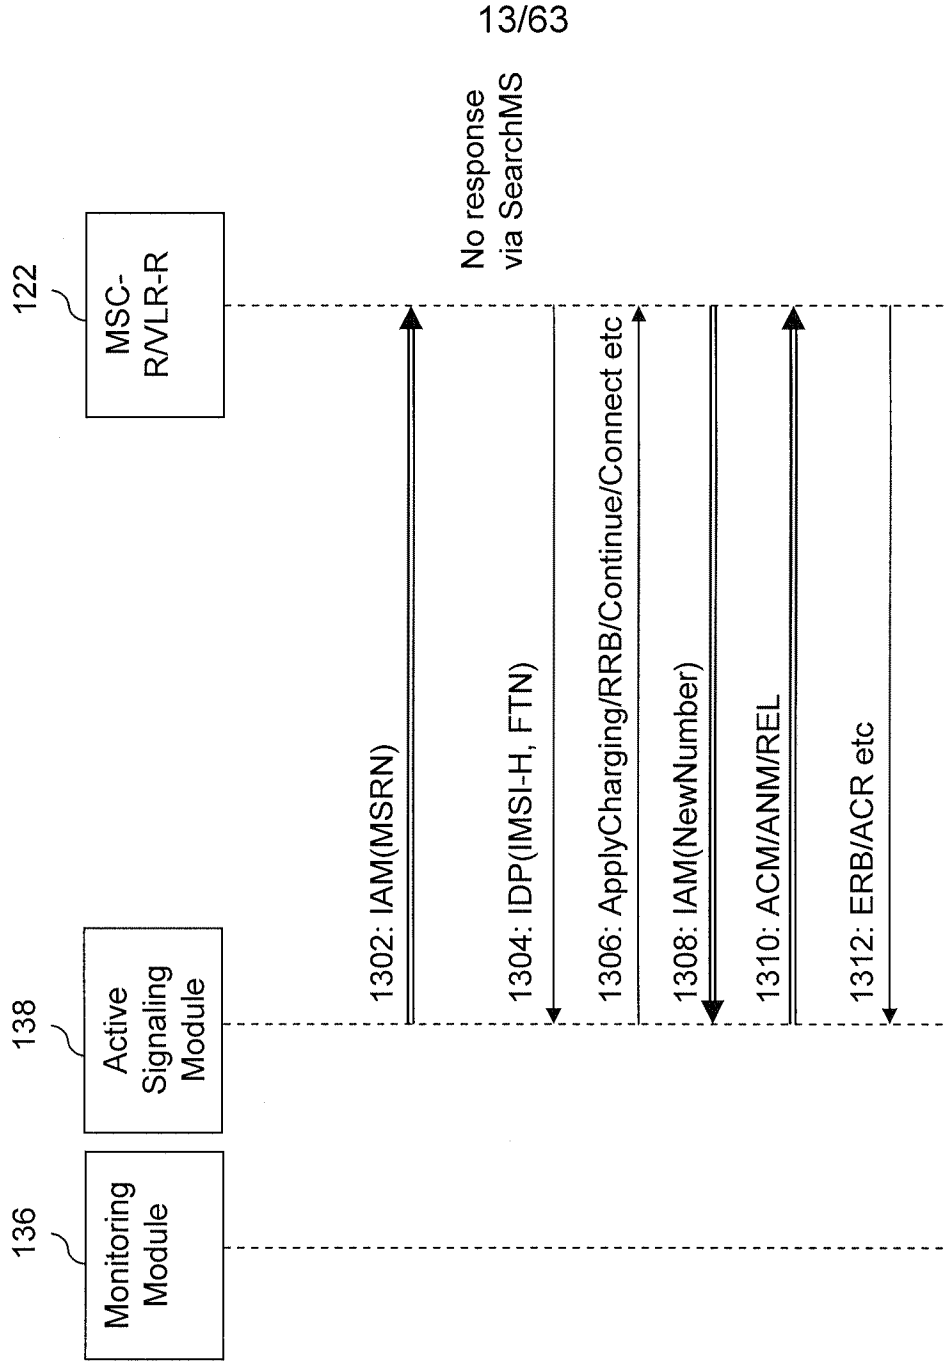 13/63
136
Monitoring
Module
138
Active
Signaling
Module
122
MSC-
R/VLR-R
1302: IAM(MSRN)
No response
via SearchMS
1304: IDP(IMSI-H, FTN)
1306: ApplyCharging/RRB/Continue/Connect etc
1308: IAM(NewNumber)
1310: ACM/ANM/REL
1312: ERB/ACR etc